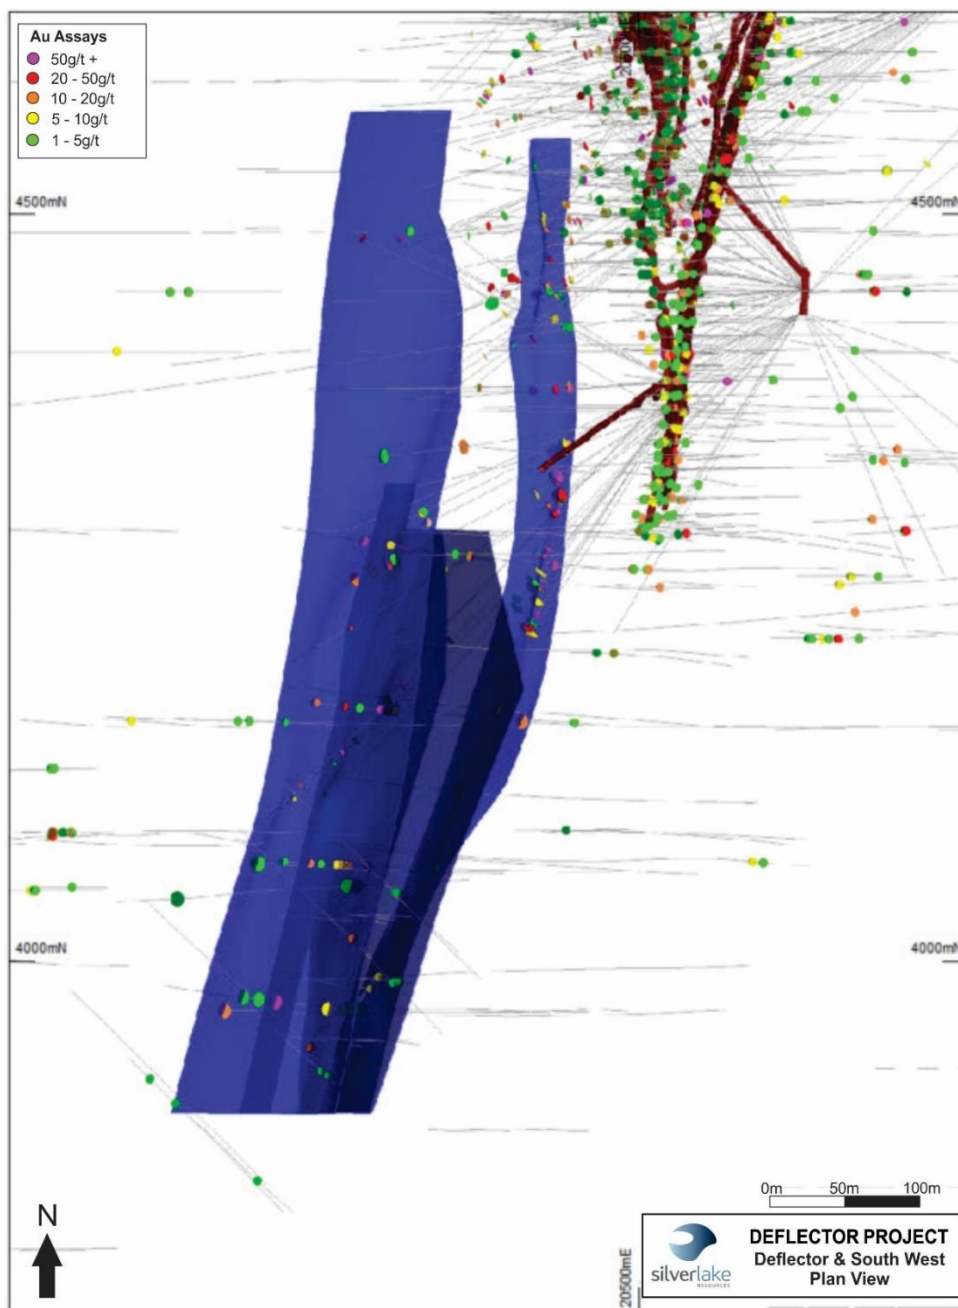 Au Assays
50g/t +
20 - 50g/t
10 - 20g/t
5 - 10g/t
1 - 5g/t
4500mN
4500mN
4000mN
4000mN
0m 50m 100m
N
20500mE
silverlake
RESOURCES
DEFLECTOR PROJECT
Deflector & South West
Plan View